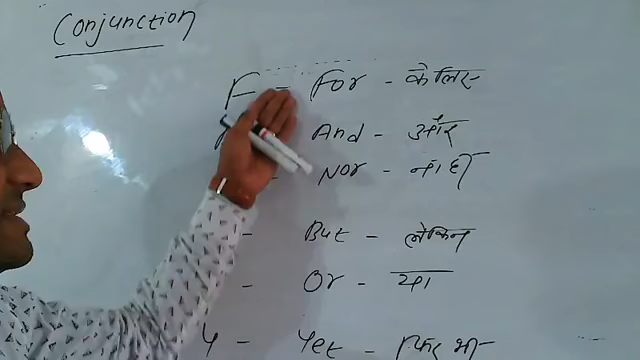 Conjunction
F - For - के लिए
And - और
Nor - ना ही
- But - लेकिन
- Or - या
Y - Yet - फिर भी